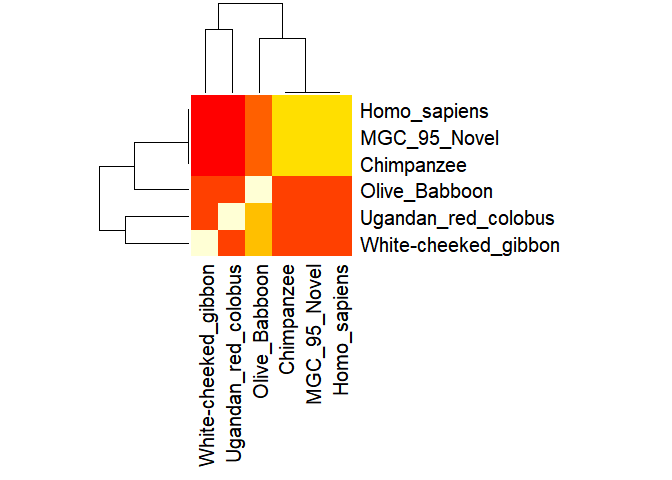 Homo_sapiens
MGC_95_Novel
Chimpanzee
Olive_Babboon
Ugandan_red_colobus
White-cheeked_gibbon
White-cheeked_gibbon
Ugandan_red_colobus
Olive_Babboon
Chimpanzee
MGC_95_Novel
Homo_sapiens